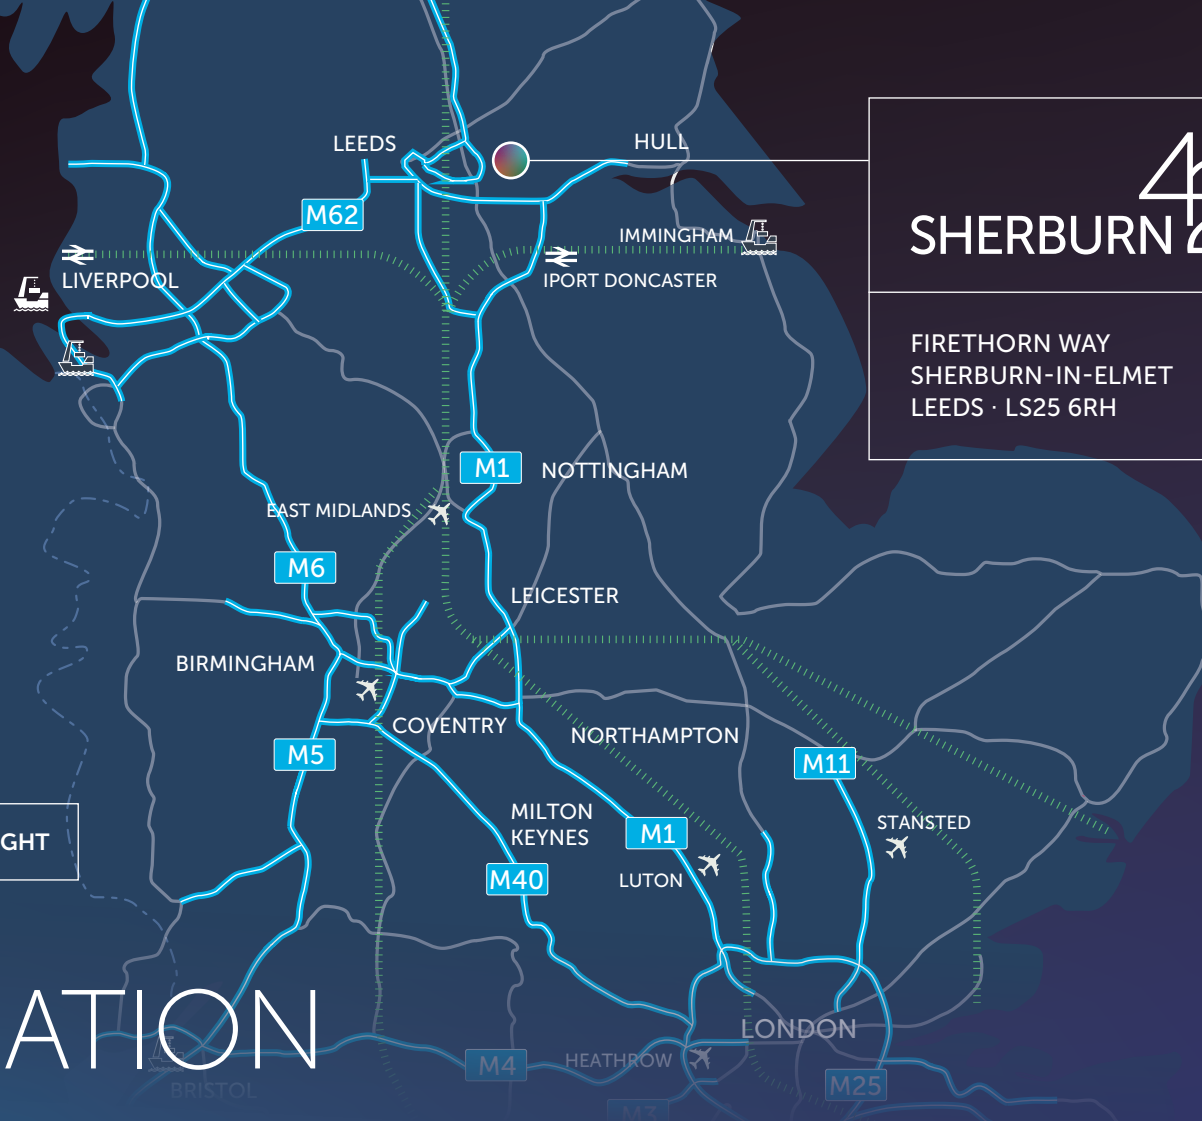 LEEDS
HULL
M62
IMMINGHAM
LIVERPOOL
IPORT DONCASTER
SHERBURN
FIRETHORN WAY
SHERBURN-IN-ELMET
LEEDS · LS25 6RH
M1
NOTTINGHAM
EAST MIDLANDS
M6
LEICESTER
BIRMINGHAM
COVENTRY
NORTHAMPTON
M5
M11
MILTON
KEYNES
M1
STANSTED
GHT
M40
LUTON
ATION
LONDON
M4
HEATHROW
BRISTOL
M25
M3